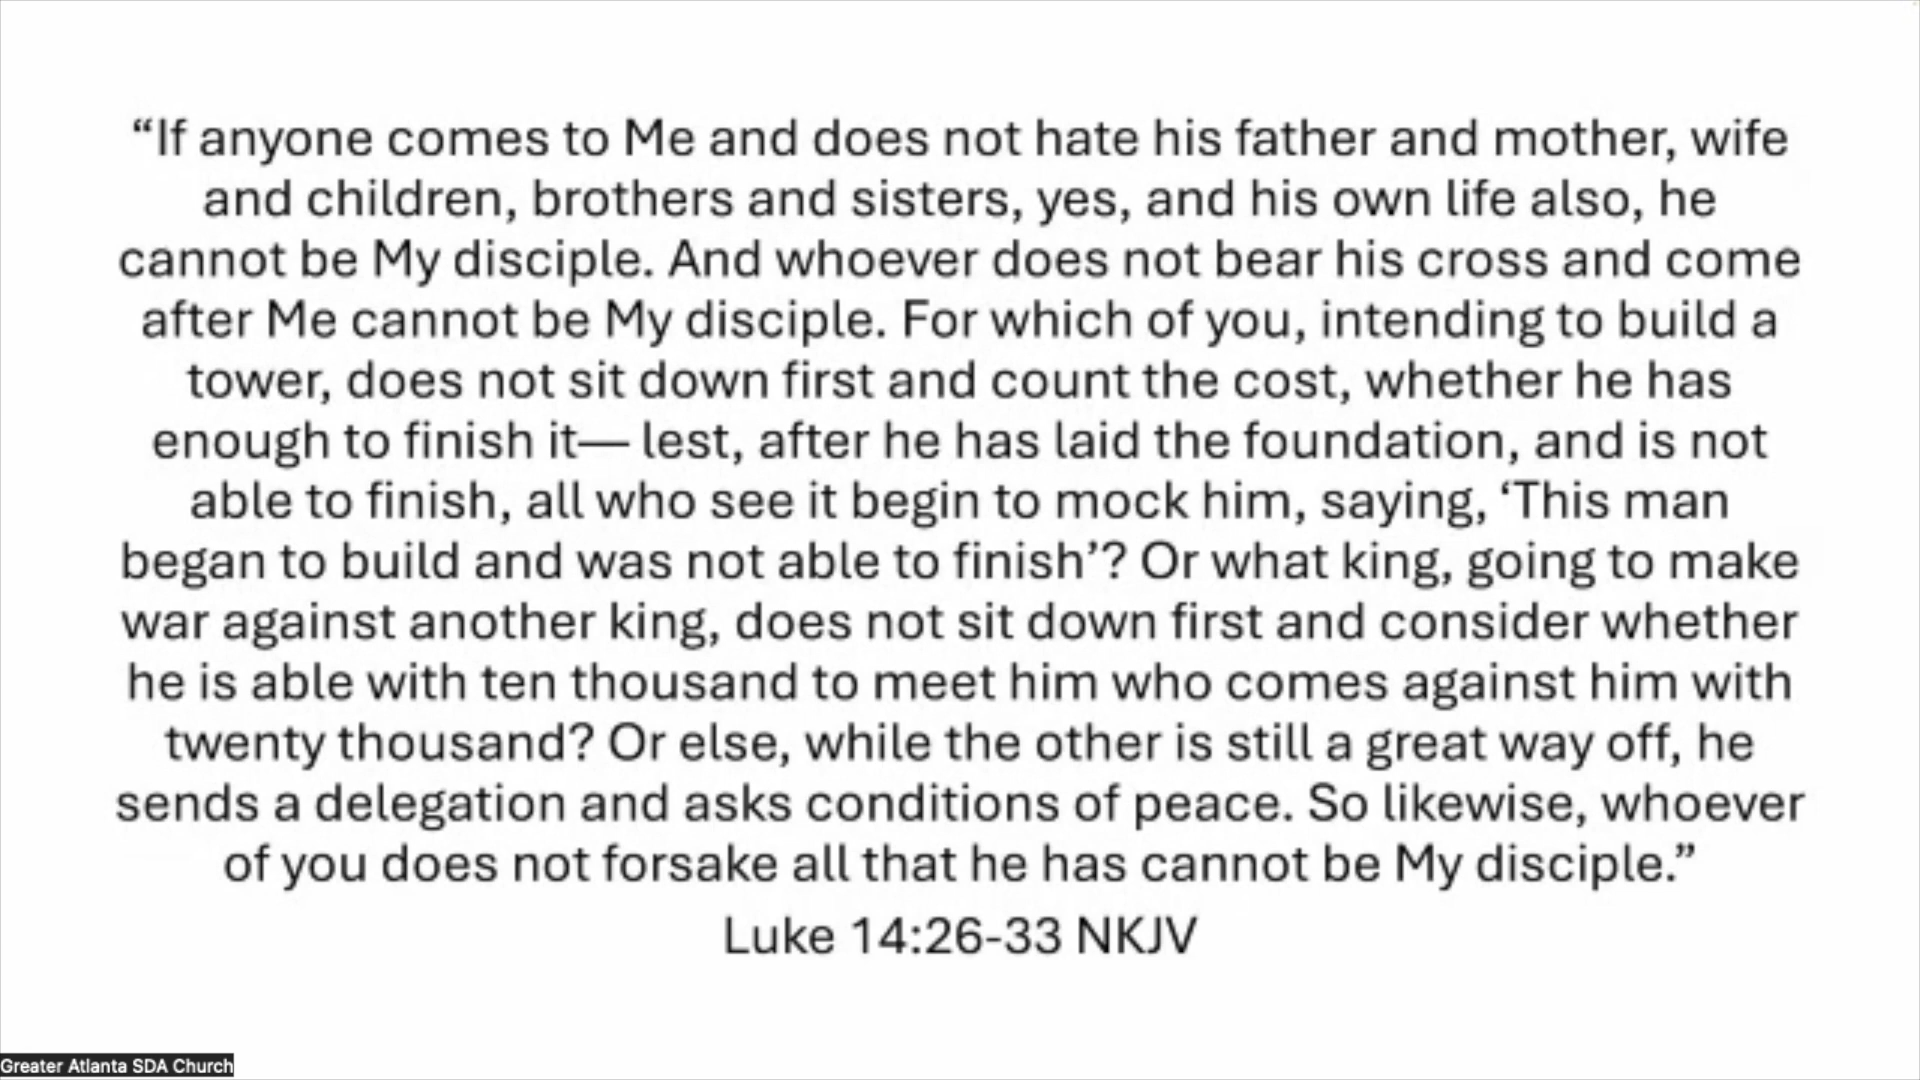 “If anyone comes to Me and does not hate his father and mother, wife
and children, brothers and sisters, yes, and his own life also, he
cannot be My disciple. And whoever does not bear his cross and come
after Me cannot be My disciple. For which of you, intending to build a
tower, does not sit down first and count the cost, whether he has
enough to finish it— lest, after he has laid the foundation, and is not
able to finish, all who see it begin to mock him, saying, ‘This man
began to build and was not able to finish’? Or what king, going to make
war against another king, does not sit down first and consider whether
he is able with ten thousand to meet him who comes against him with
twenty thousand? Or else, while the other is still a great way off, he
sends a delegation and asks conditions of peace. So likewise, whoever
of you does not forsake all that he has cannot be My disciple.”
Luke 14:26-33 NKJV
Greater Atlanta SDA Church